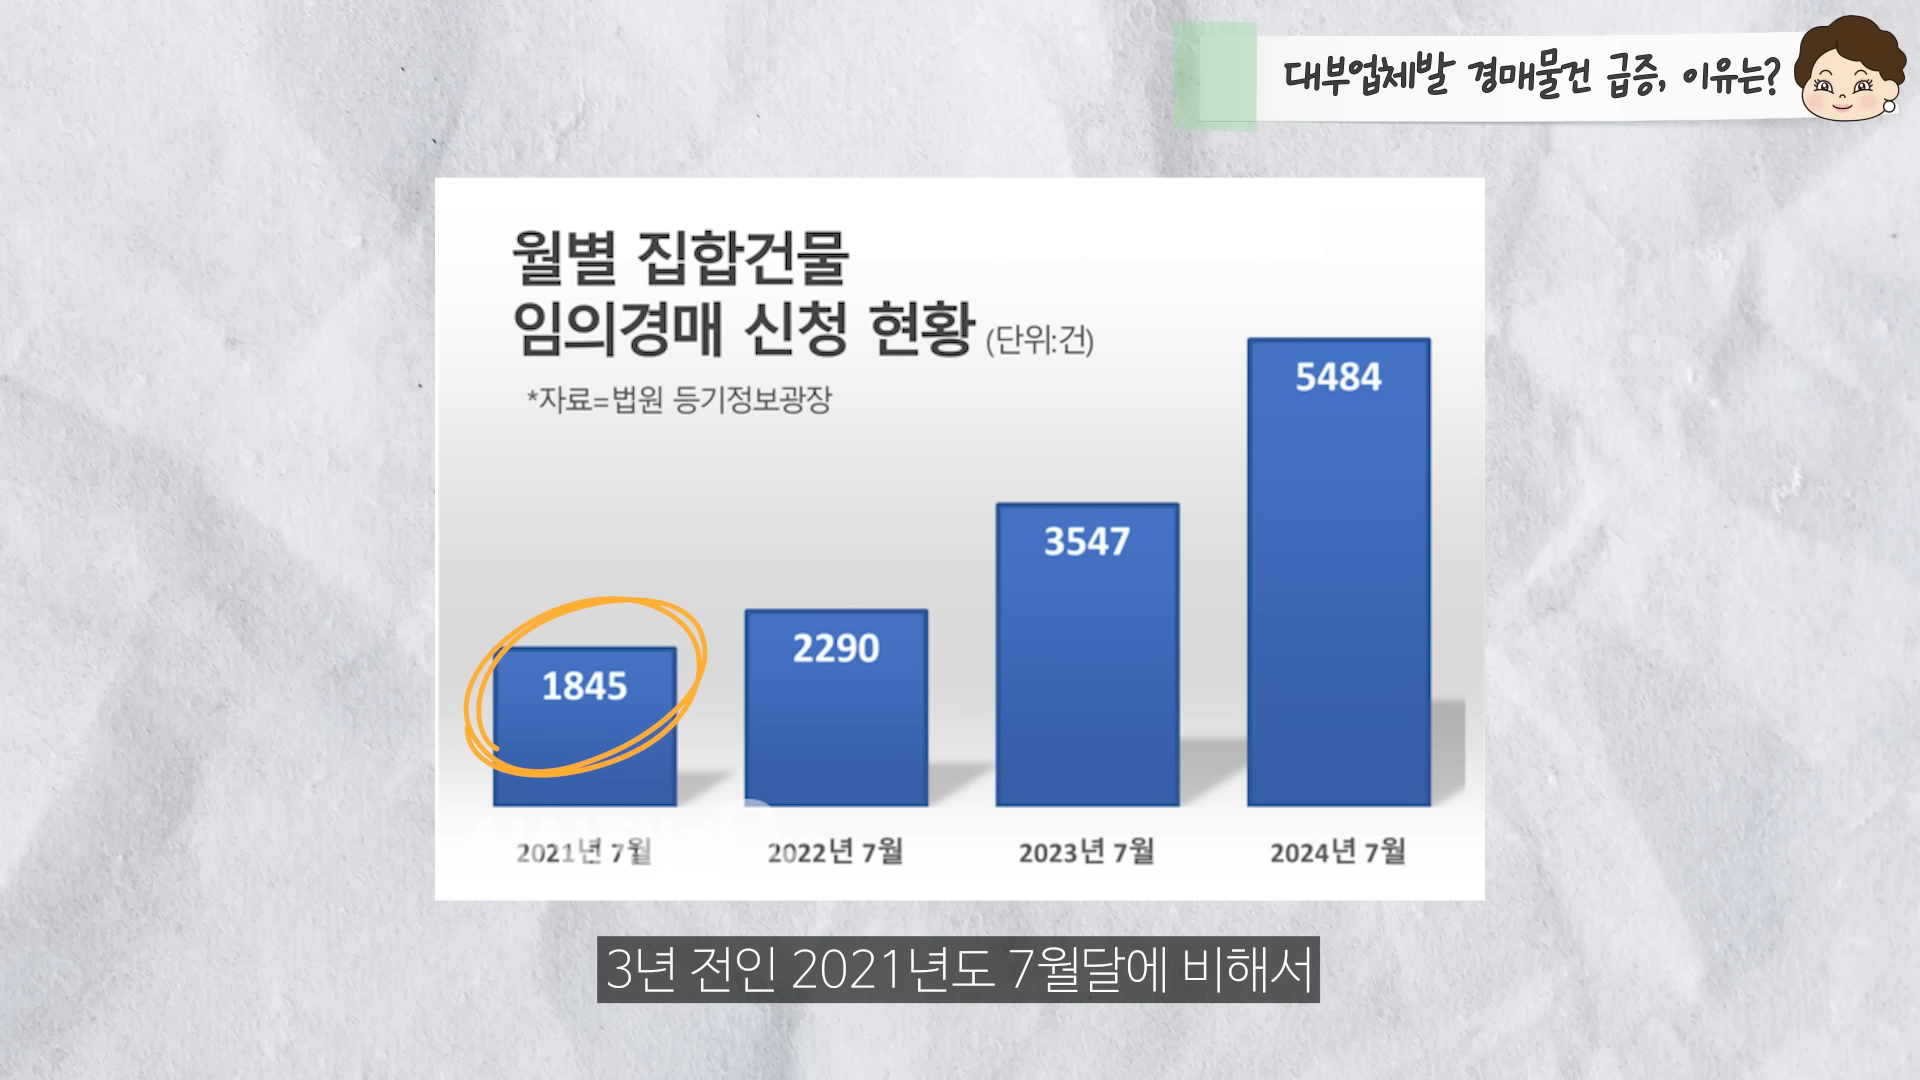 대부업체발 경매물건 급증, 이유는?
월별 집합건물
임의경매 신청 현황 (단위:건)
*자료=법원 등기정보광장
5484
3547
2290
1845
2021년 7월 2022년 7월 2023년 7월 2024년 7월
3년 전인 2021년도 7월달에 비해서